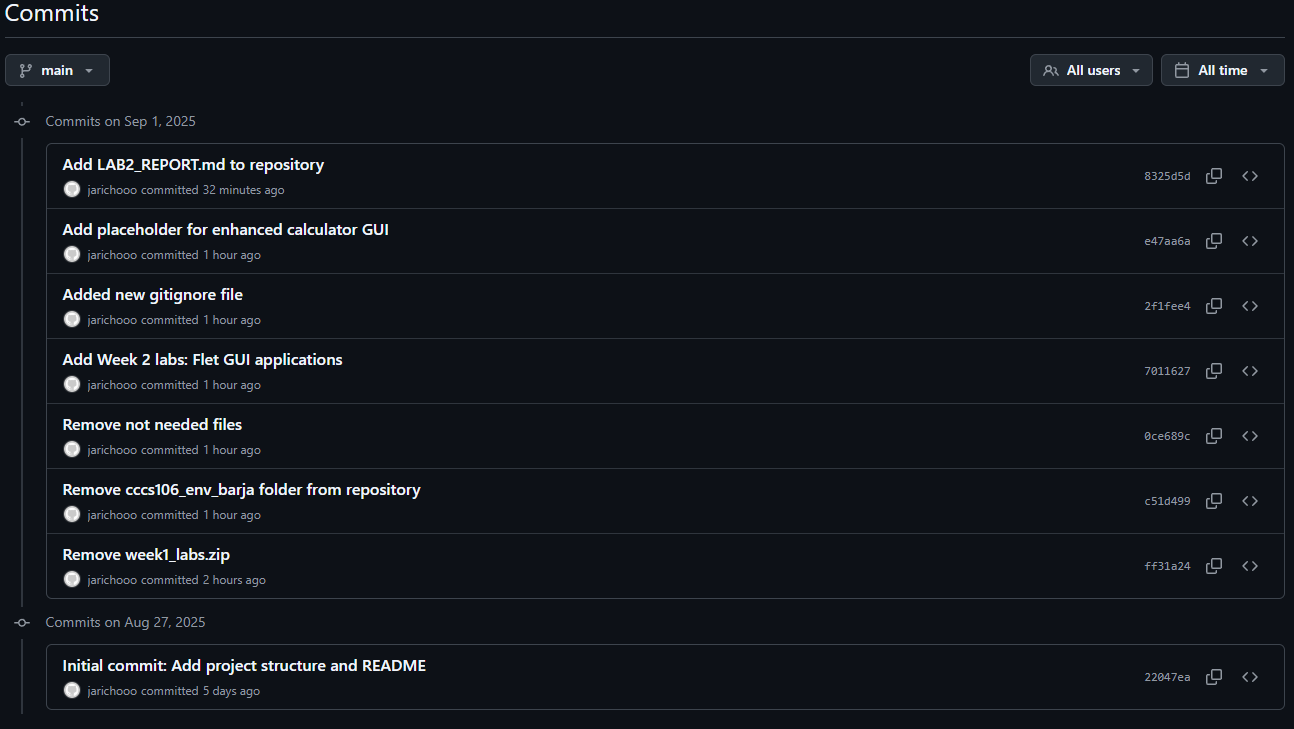 Commits
main
All users
All time
Commits on Sep 1, 2025
Add LAB2_REPORT.md to repository
jarichooo committed 32 minutes ago
8325d5d
Add placeholder for enhanced calculator GUI
jarichooo committed 1 hour ago
e47aa6a
Added new gitignore file
jarichooo committed 1 hour ago
2f1fee4
Add Week 2 labs: Flet GUI applications
jarichooo committed 1 hour ago
7011627
Remove not needed files
jarichooo committed 1 hour ago
0ce689c
Remove cccs106_env_barja folder from repository
jarichooo committed 1 hour ago
c51d499
Remove week1_labs.zip
jarichooo committed 2 hours ago
ff31a24
Commits on Aug 27, 2025
Initial commit: Add project structure and README
jarichooo committed 5 days ago
22047ea